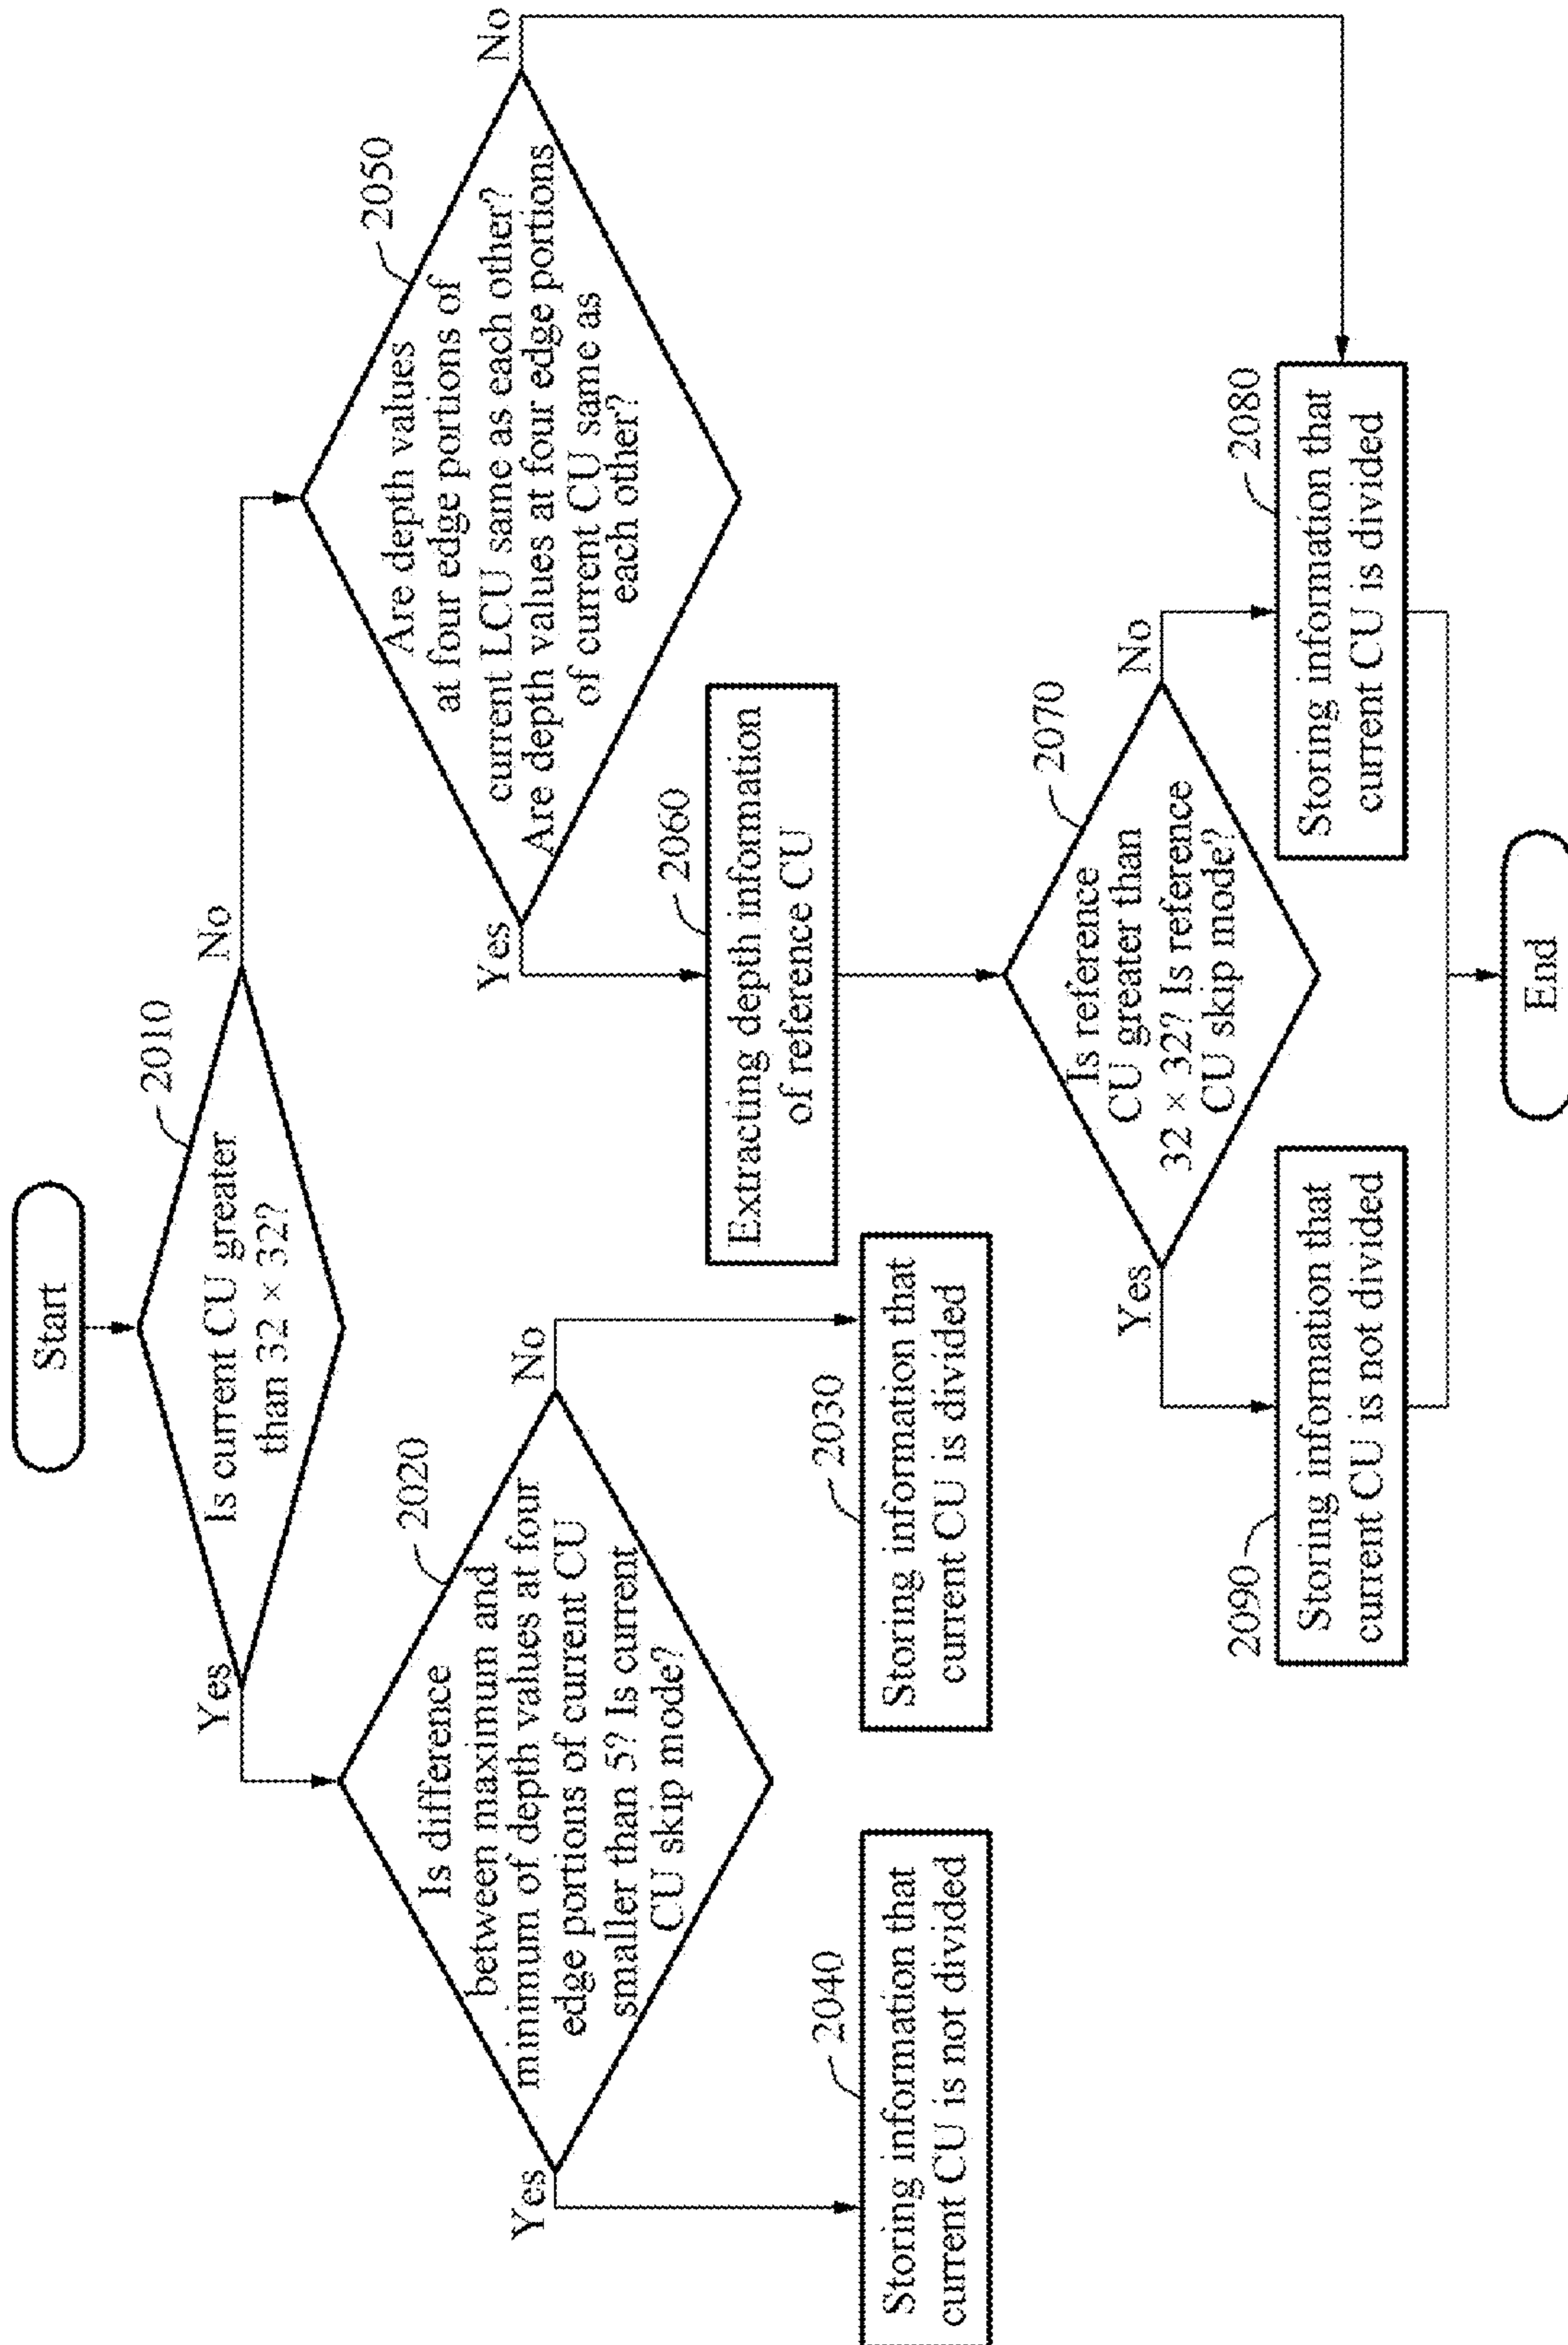 Start
2010
Is current CU greater
than 32 × 32?
Yes
No
2020
Is difference
between maximum and
minimum of depth values at four
edge portions of current CU
smaller than 5? Is current
CU skip mode?
Yes
No
2040
Storing information that
current CU is not divided
2030
Storing information that
current CU is divided
2050
Are depth values
at four edge portions of
current LCU same as each other?
Are depth values at four edge portions
of current CU same as
each other?
Yes
No
2060
Extracting depth information
of reference CU
2070
Is reference
CU greater than
32 × 32? Is reference
CU skip mode?
Yes
No
2090
Storing information that
current CU is not divided
2080
Storing information that
current CU is divided
End